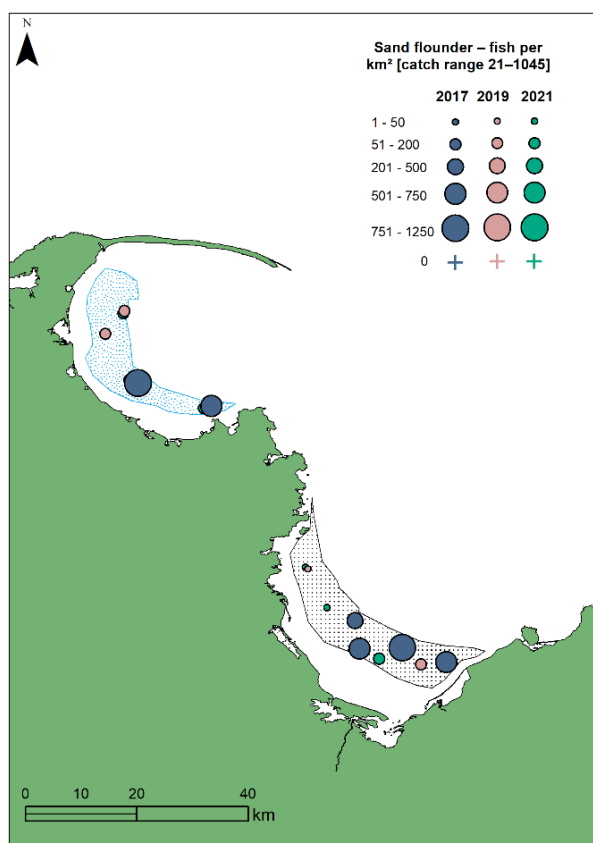 N
Sand flounder – fish per
km² [catch range 21–1045]
2017 2019 2021
1 - 50
51 - 200
201 - 500
501 - 750
751 - 1250
0
0 20 40
km